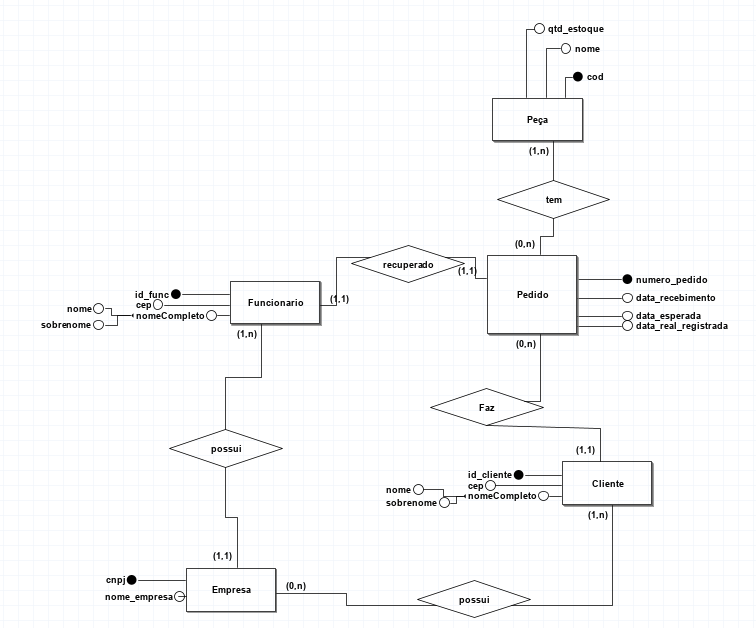 qtd_estoque
nome
cod
Peça
(1,n)
tem
(0,n)
recuperado
(1,1)
(1,1)
Pedido
numero_pedido
data_recebimento
data_esperada
data_real_registrada
id_func
cep
nome
nomeCompleto
sobrenome
Funcionario
(1,n)
(0,n)
Faz
(1,1)
possui
id_cliente
cep
nome
nomeCompleto
sobrenome
Cliente
(1,n)
(1,1)
cnpj
nome_empresa
Empresa
(0,n)
possui